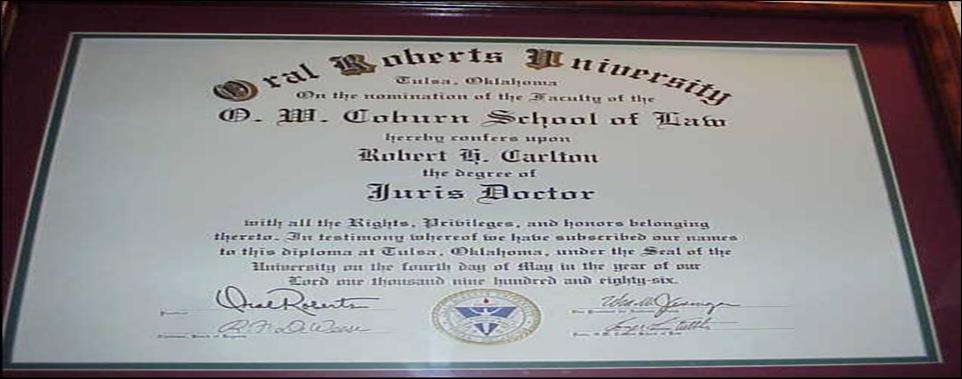 Oral Roberts University
Tulsa, Oklahoma
On the nomination of the Faculty of the
O. W. Coburn School of Law
hereby confers upon
Robert H. Carlton
the degree of
Juris Doctor
with all the Rights, Privileges, and honors belonging
thereto. In testimony whereof we have subscribed our names
to this diploma at Tulsa, Oklahoma, under the Seal of the
University on the fourth day of May in the year of our
Lord one thousand nine hundred and eighty-six.
Oral Roberts
President